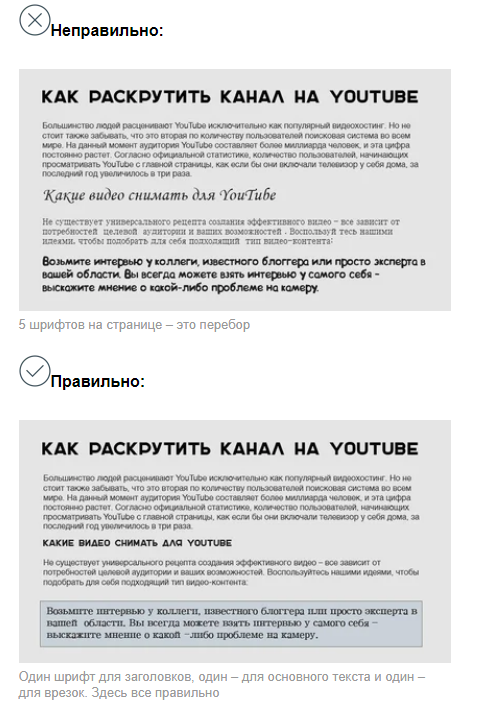 Неправильно:
КАК РАСКРУТИТЬ КАНАЛ НА YOUTUBE
Большинство людей расценивают YouTube исключительно как популярный видеохостинг. Но не
стоит также забывать, что это вторая по количеству пользователей поисковая система во всем
мире. На данный момент аудитория YouTube составляет более миллиарда человек, и эта цифра
постоянно растет. Согласно официальной статистике, количество пользователей, начинающих
просматривать YouTube с главной страницы, как если бы они включали телевизор у себя дома, за
последний год увеличилось в три раза.
Какие видео снимать для YouTube
Не существует универсального рецепта создания эффективного видео – все зависит от
потребностей целевой аудитории и ваших возможностей . Воспользуй тесь нашими
идеями, чтобы подобрать для себя подходящий тип видео-контента:
Возьмите интервью у коллеги, известного блоггера или просто эксперта в
вашей области. Вы всегда можете взять интервью у самого себя –
выскажите мнение о какой-либо проблеме на камеру.
5 шрифтов на странице – это перебор
Правильно:
КАК РАСКРУТИТЬ КАНАЛ НА YOUTUBE
Большинство людей расценивают YouTube исключительно как популярный видеохостинг. Но не
стоит также забывать, что это вторая по количеству пользователей поисковая система во всем
мире. На данный момент аудитория YouTube составляет более миллиарда человек, и эта цифра
постоянно растет. Согласно официальной статистике, количество пользователей, начинающих
просматривать YouTube с главной страницы, как если бы они включали телевизор у себя дома, за
последний год увеличилось в три раза.
КАКИЕ ВИДЕО СНИМАТЬ ДЛЯ YOUTUBE
Не существует универсального рецепта создания эффективного видео – все зависит от
потребностей целевой аудитории и ваших возможностей. Воспользуйтесь нашими идеями, чтобы
подобрать для себя подходящий тип видео-контента:
Возьмите интервью у коллеги, известного блоггера или просто эксперта в
вашей области. Вы всегда можете взять интервью у самого себя –
выскажите мнение о какой –либо проблеме на камеру.
Один шрифт для заголовков, один – для основного текста и один –
для врезок. Здесь все правильно